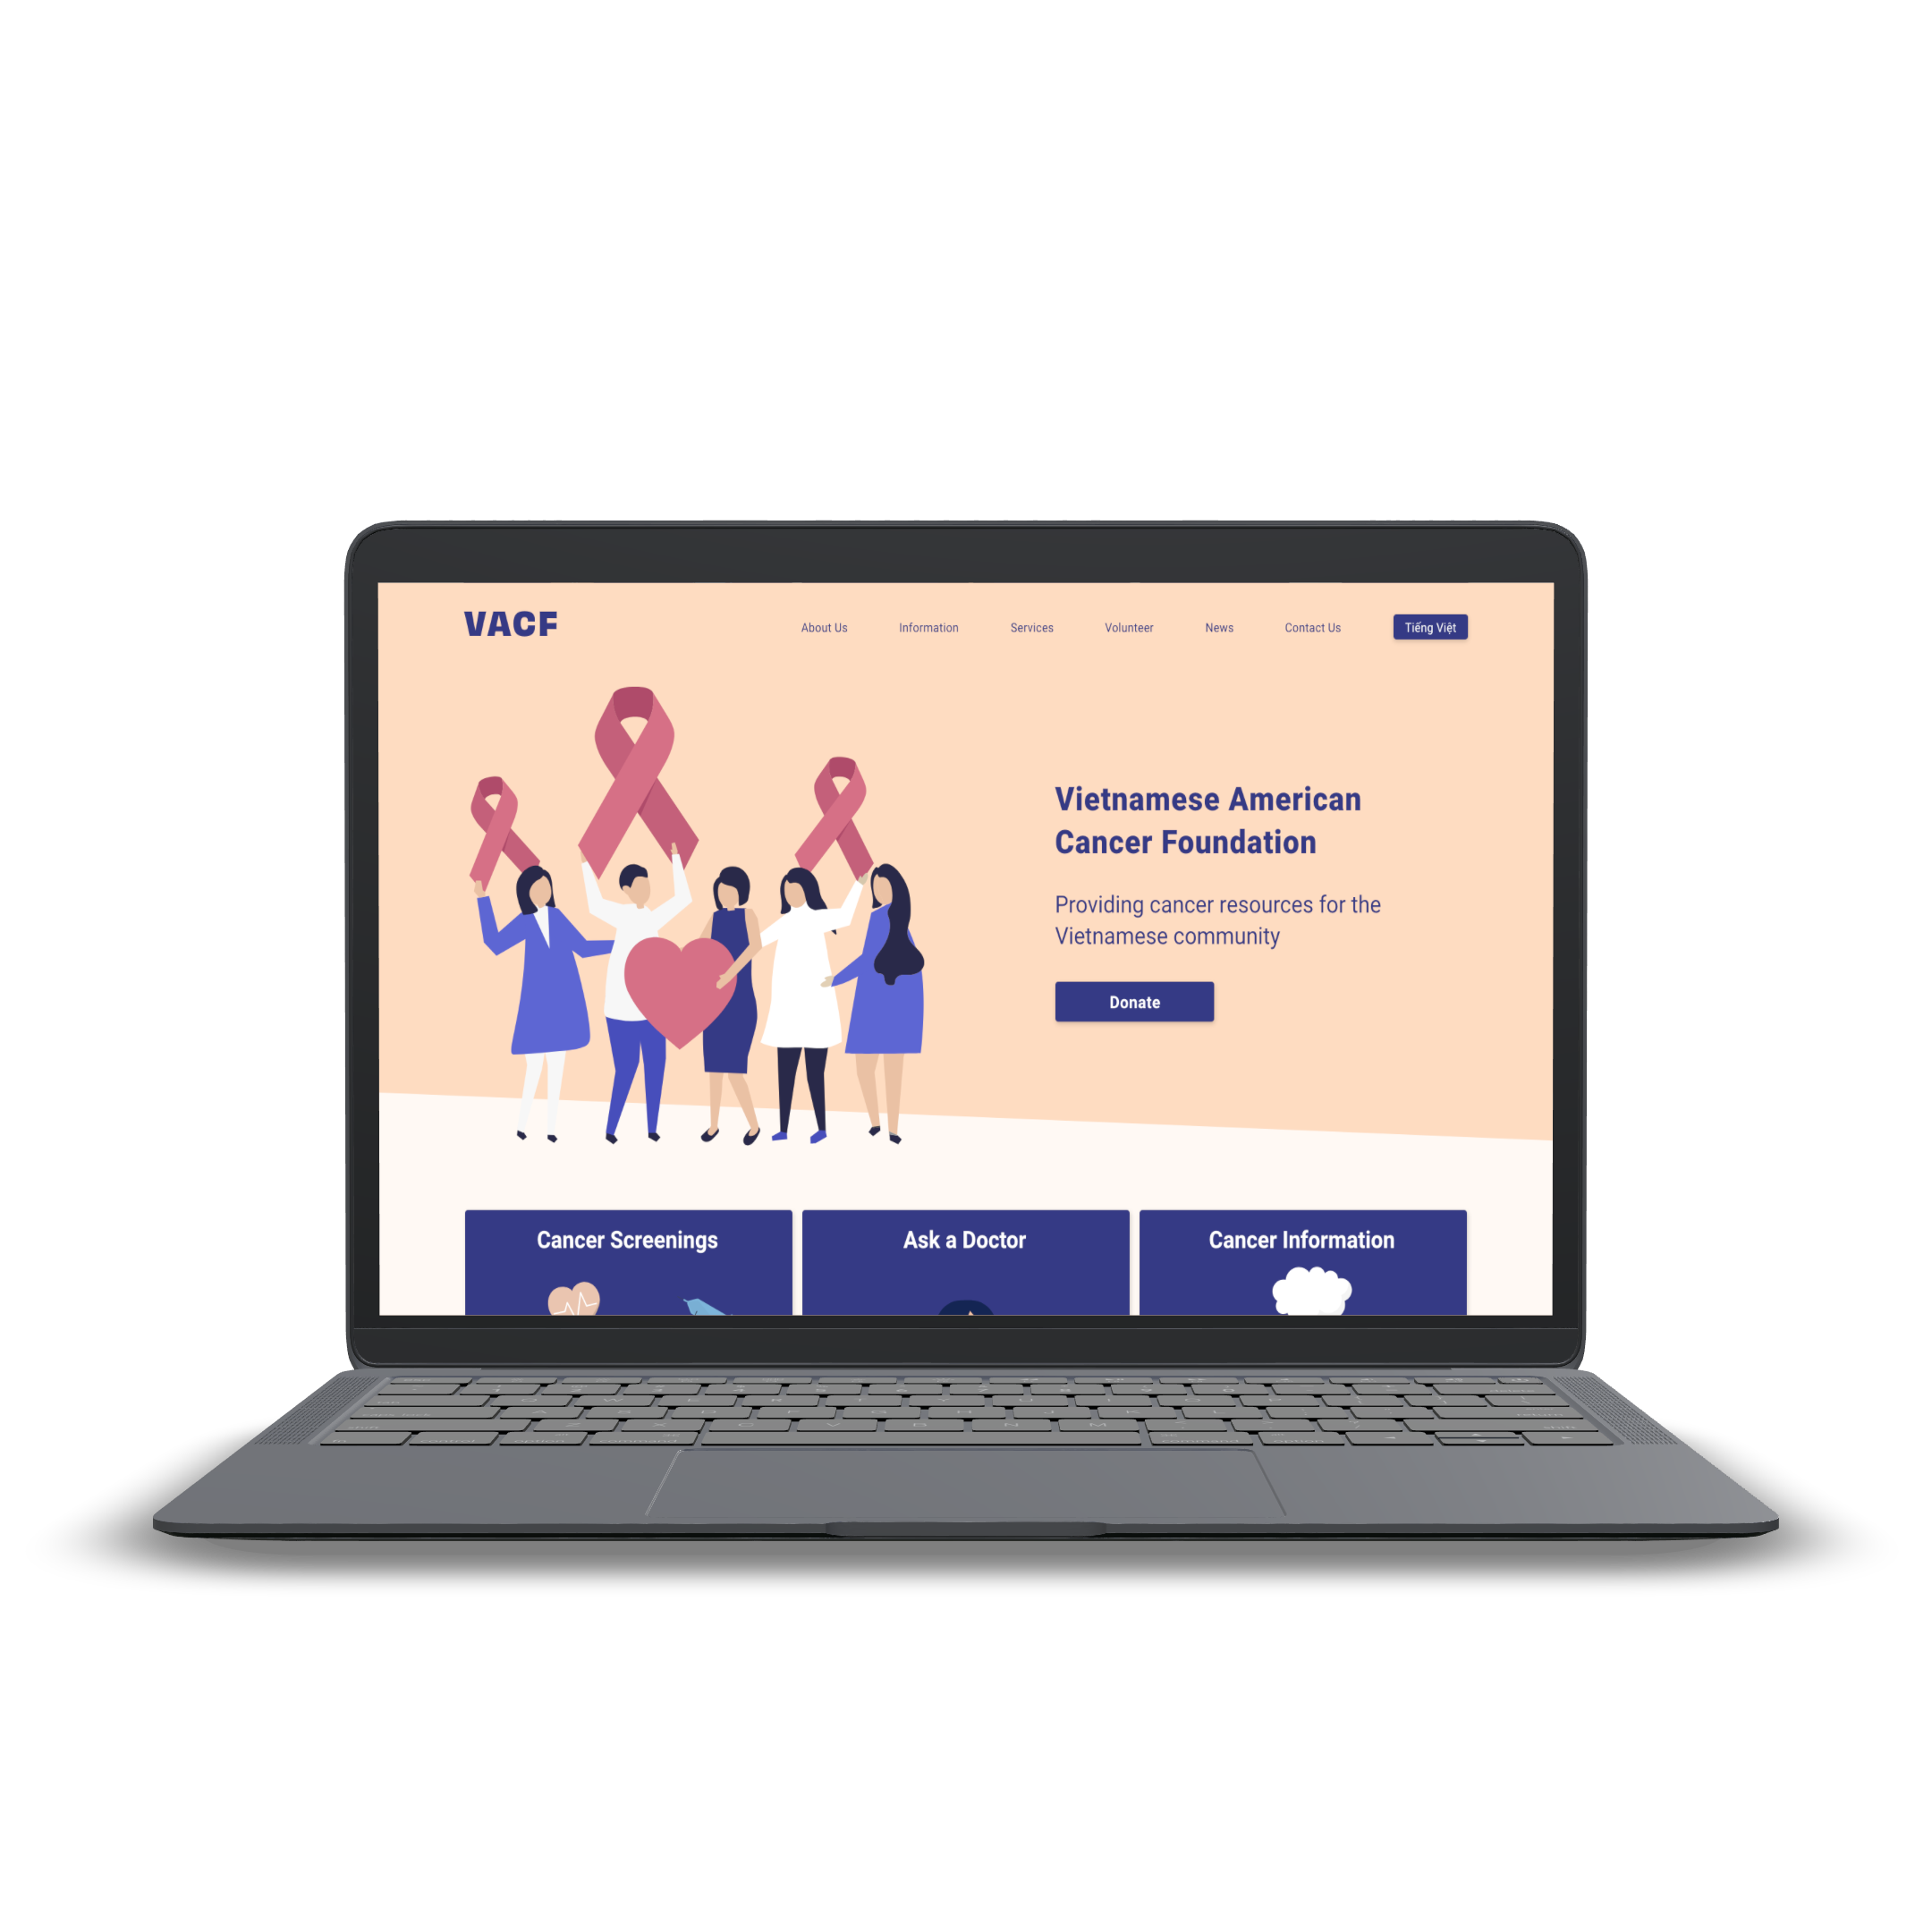 VACF
About Us Information Services Volunteer News Contact Us Tiếng Việt
Vietnamese American
Cancer Foundation
Providing cancer resources for the
Vietnamese community
Donate
Cancer Screenings Ask a Doctor Cancer Information